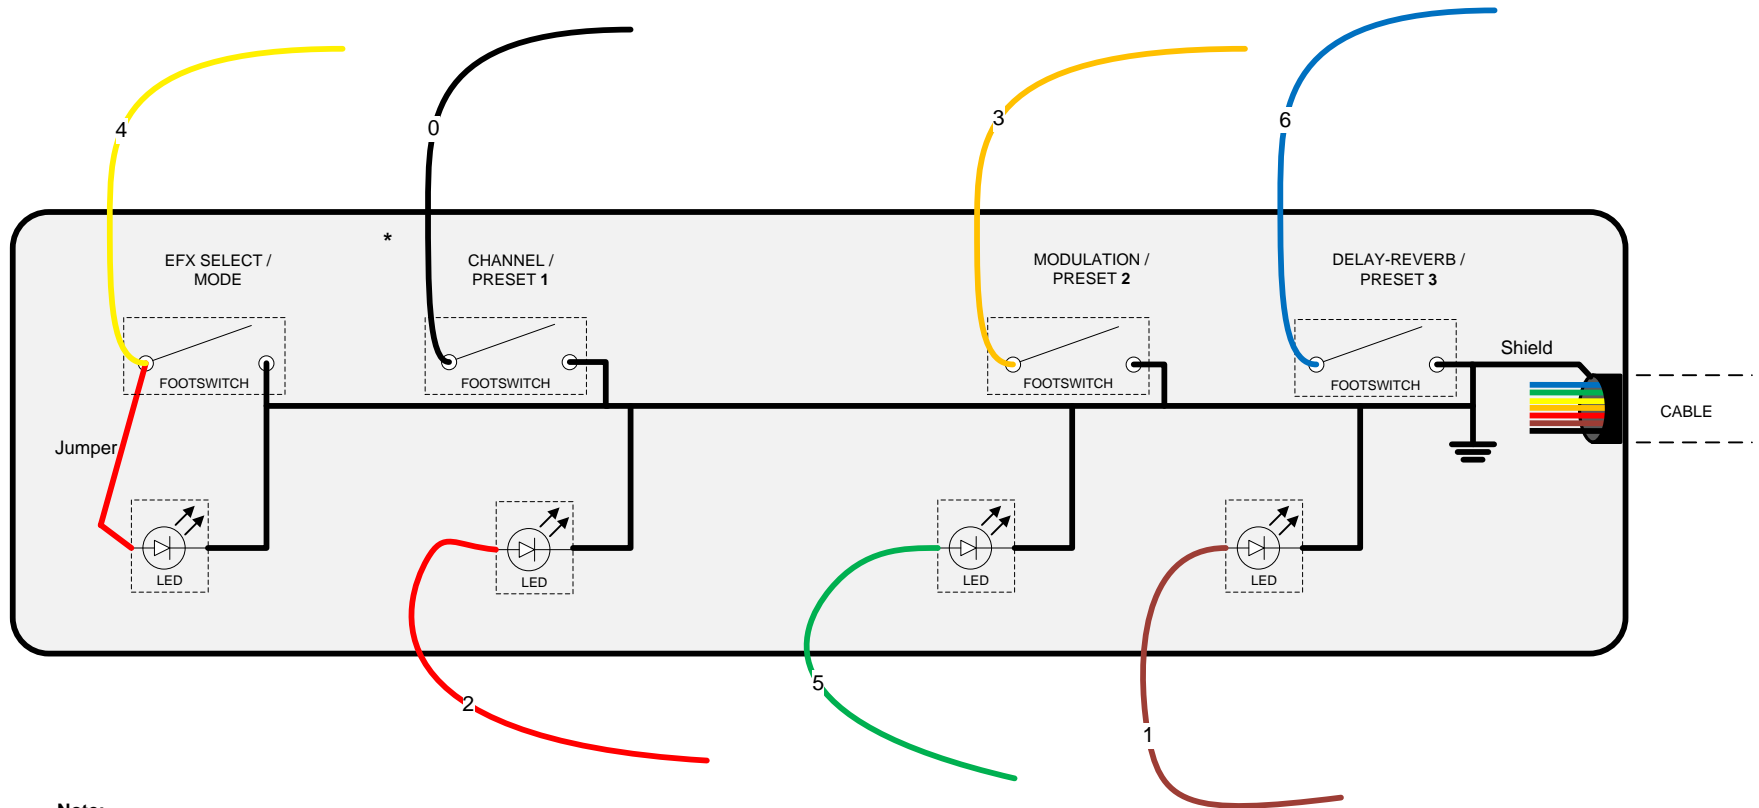 4
0
3
6
*
EFX SELECT /
MODE
CHANNEL /
PRESET 1
MODULATION /
PRESET 2
DELAY-REVERB /
PRESET 3
FOOTSWITCH
FOOTSWITCH
FOOTSWITCH
FOOTSWITCH
Shield
CABLE
Jumper
LED
LED
LED
LED
2
5
1
Note: